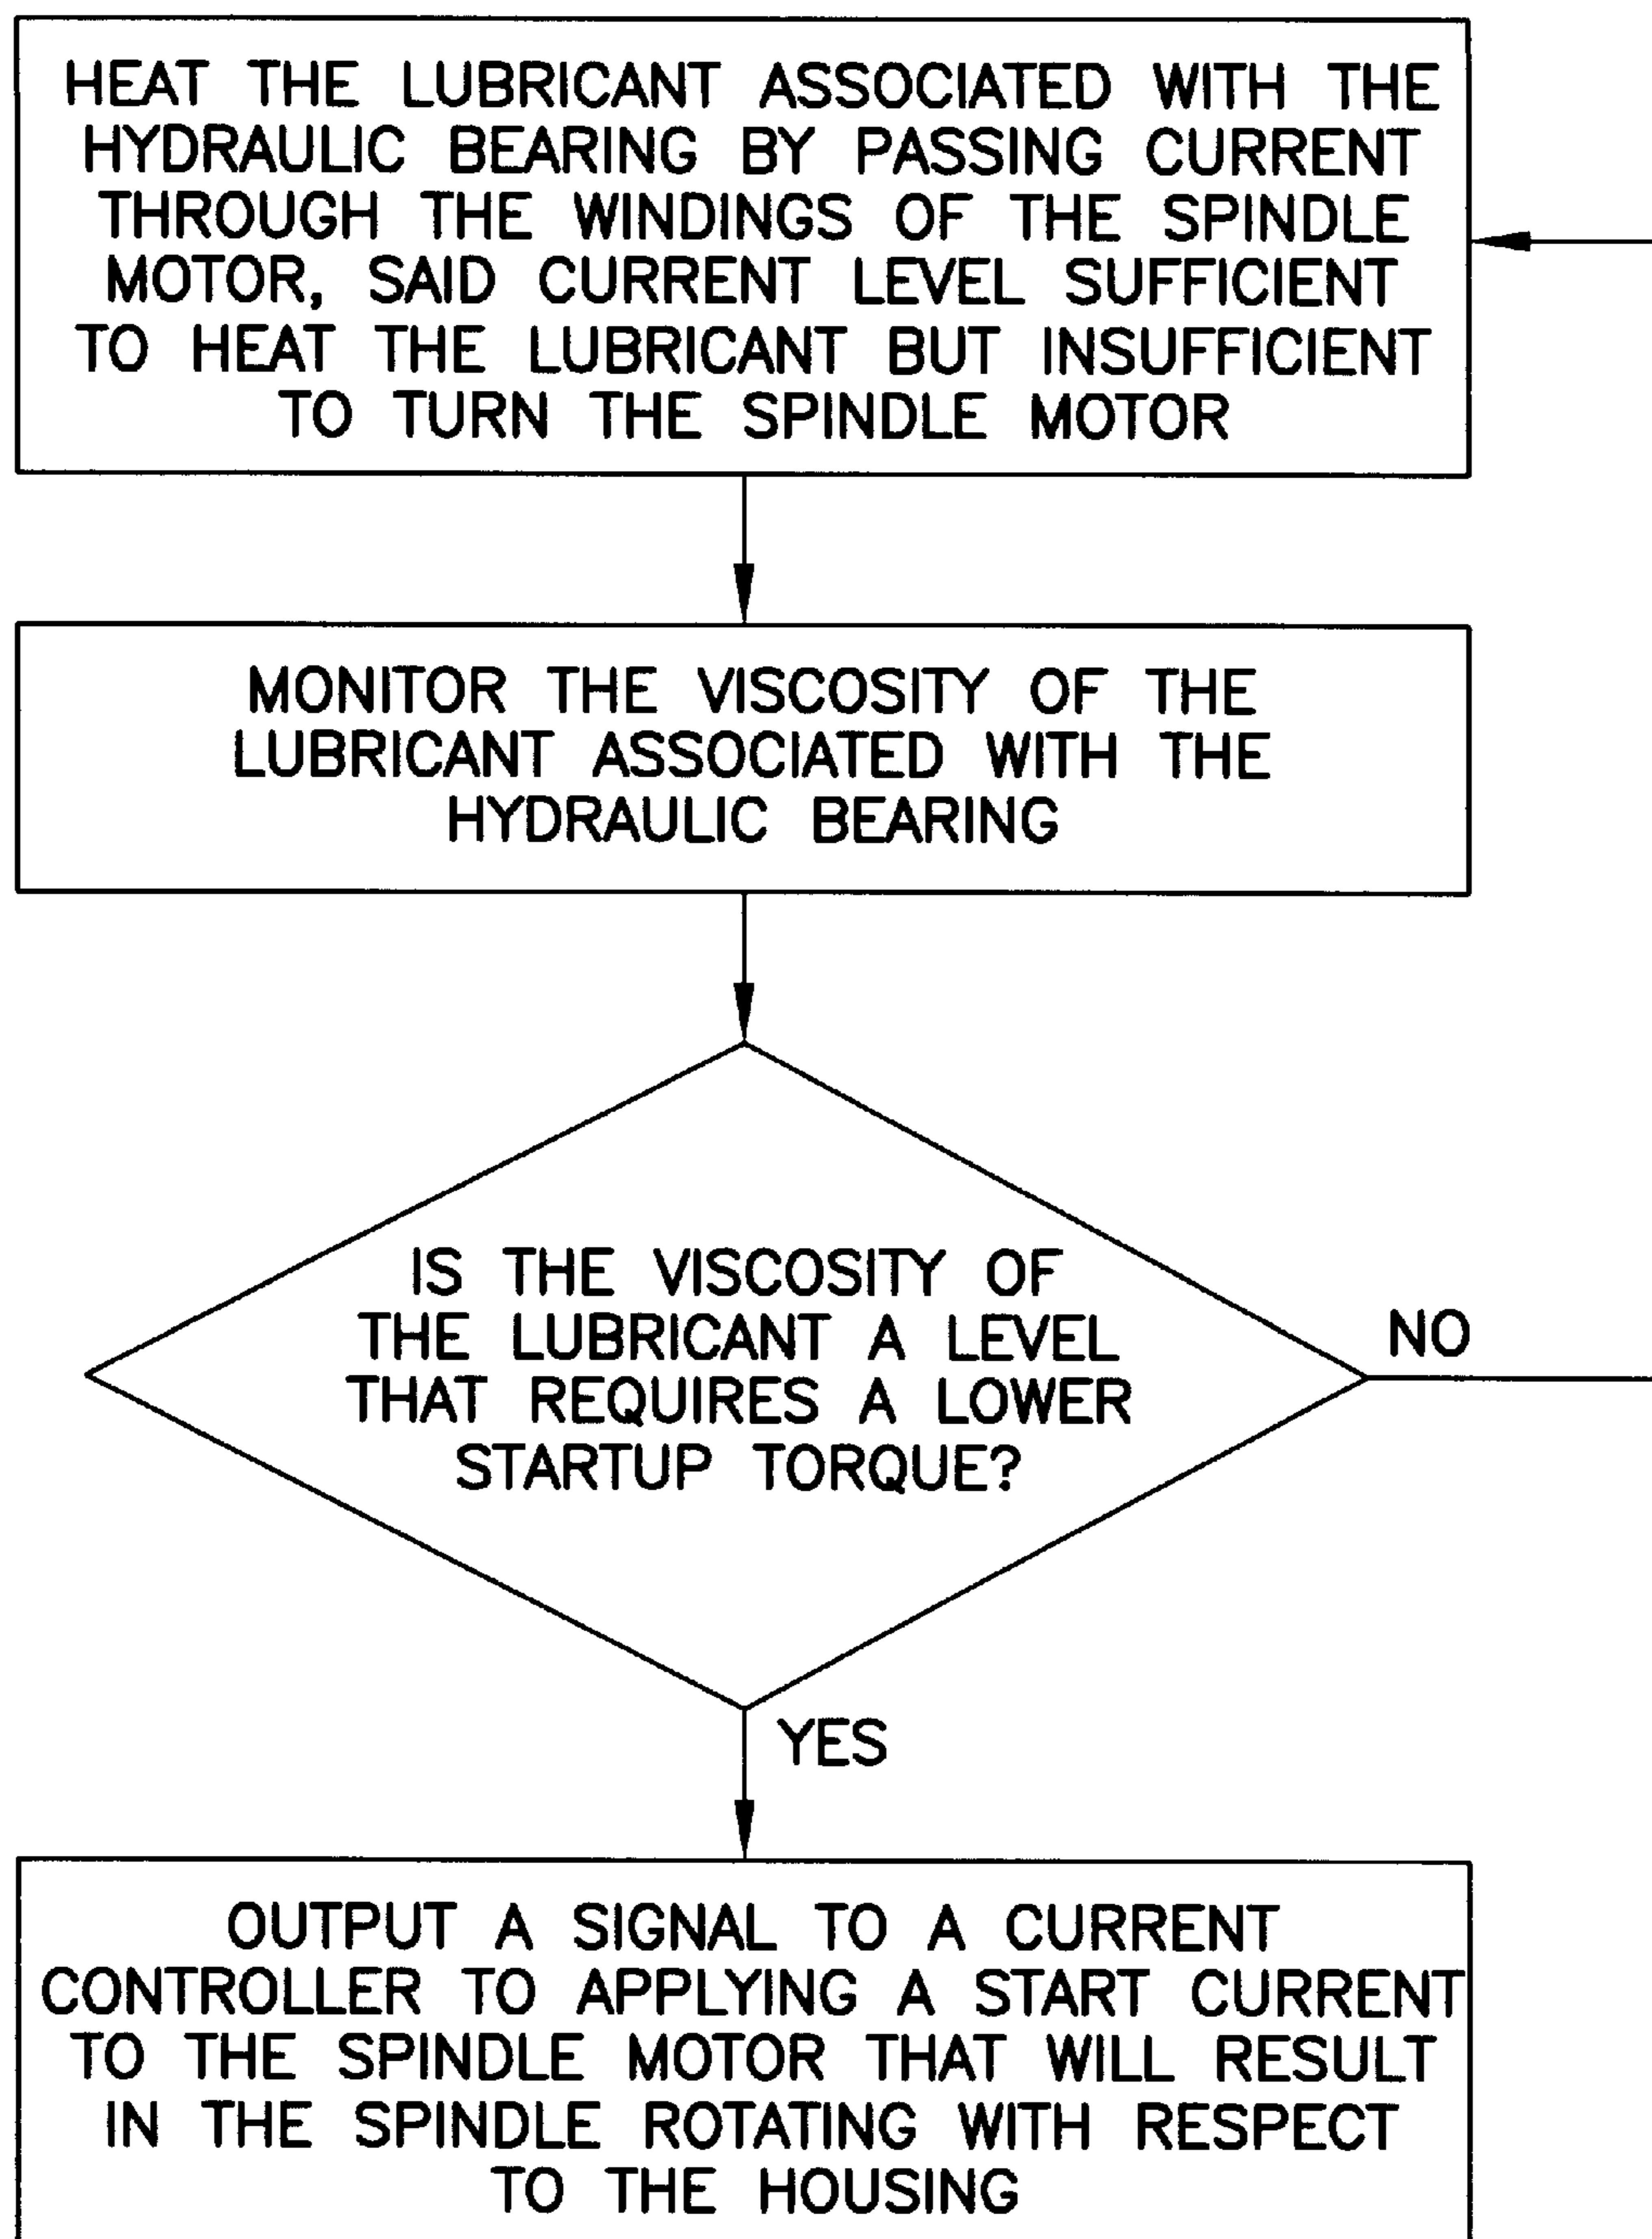 HEAT THE LUBRICANT ASSOCIATED WITH THE
HYDRAULIC BEARING BY PASSING CURRENT
THROUGH THE WINDINGS OF THE SPINDLE
MOTOR, SAID CURRENT LEVEL SUFFICIENT
TO HEAT THE LUBRICANT BUT INSUFFICIENT
TO TURN THE SPINDLE MOTOR
MONITOR THE VISCOSITY OF THE
LUBRICANT ASSOCIATED WITH THE
HYDRAULIC BEARING
IS THE VISCOSITY OF
THE LUBRICANT A LEVEL
THAT REQUIRES A LOWER
STARTUP TORQUE?
NO
YES
OUTPUT A SIGNAL TO A CURRENT
CONTROLLER TO APPLYING A START CURRENT
TO THE SPINDLE MOTOR THAT WILL RESULT
IN THE SPINDLE ROTATING WITH RESPECT
TO THE HOUSING